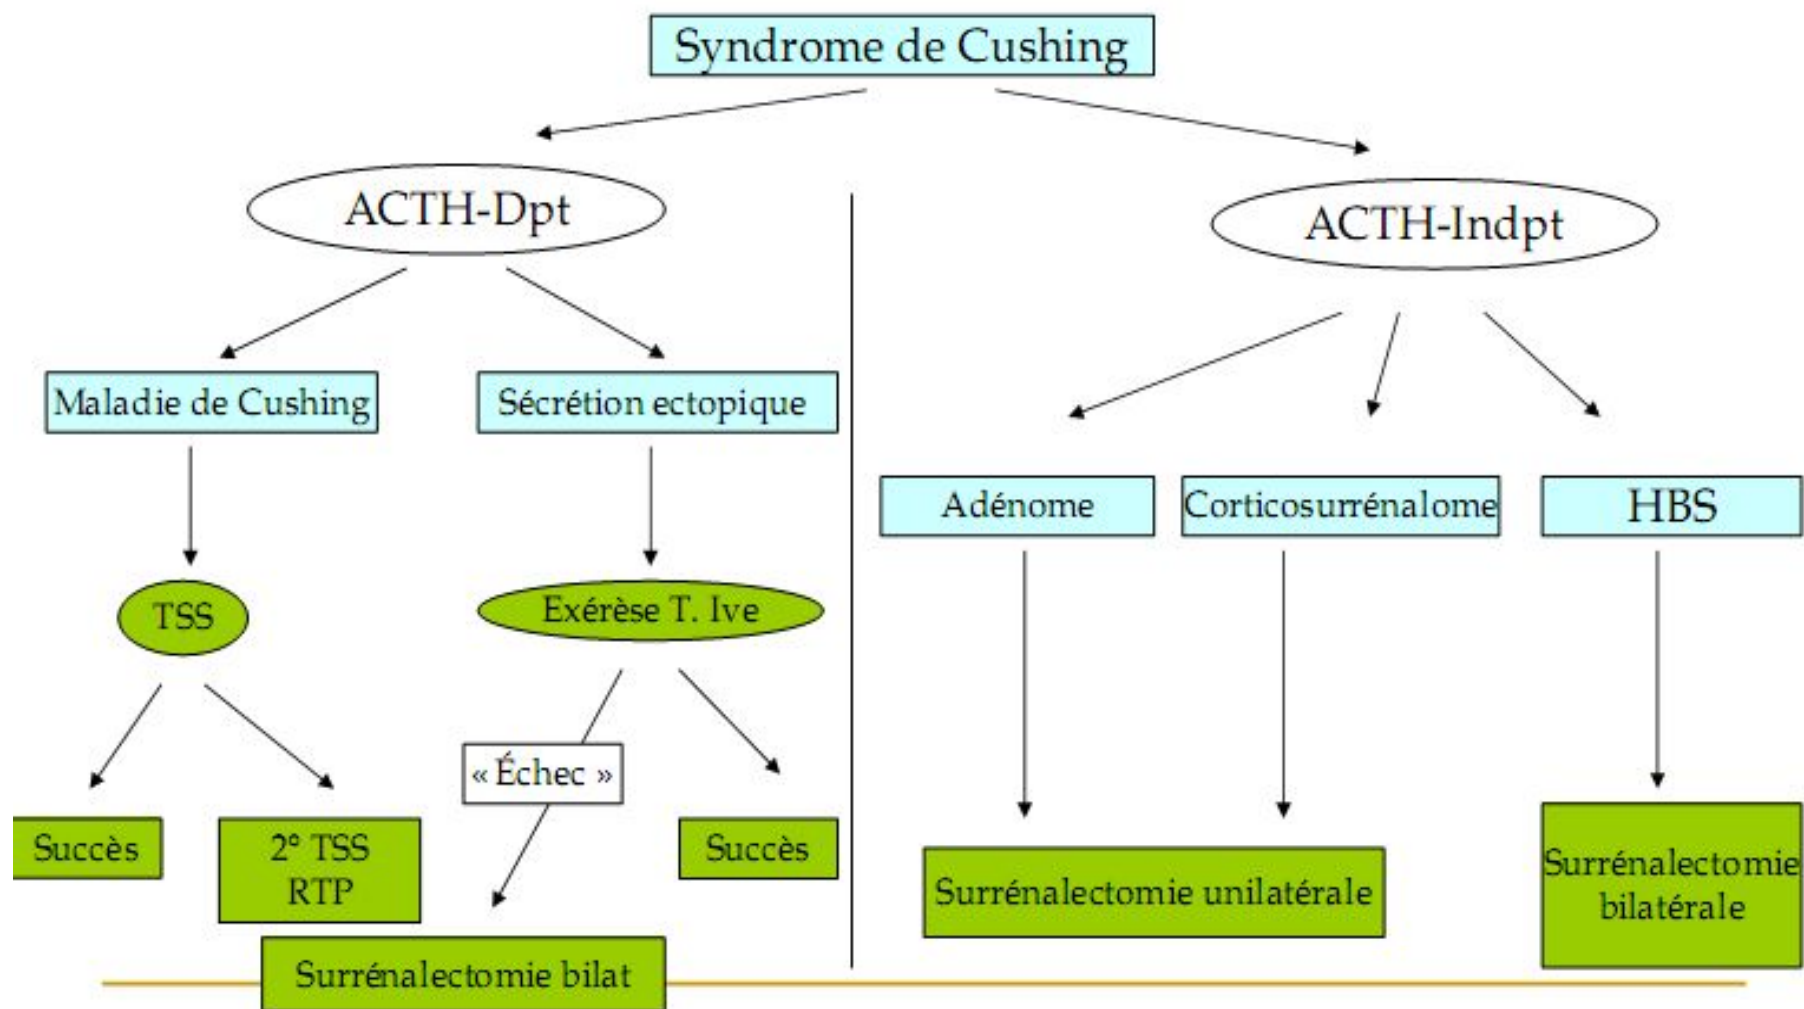 Syndrome de Cushing
ACTH-Dpt
ACTH-Indpt
Maladie de Cushing
Sécrétion ectopique
Adénome
Corticosurrénalome
HBS
TSS
Exérèse T. Ive
« Échec »
Succès
2° TSS
RTP
Succès
Surrénalectomie unilatérale
Surrénalectomie
bilatérale
Surrénalectomie bilat